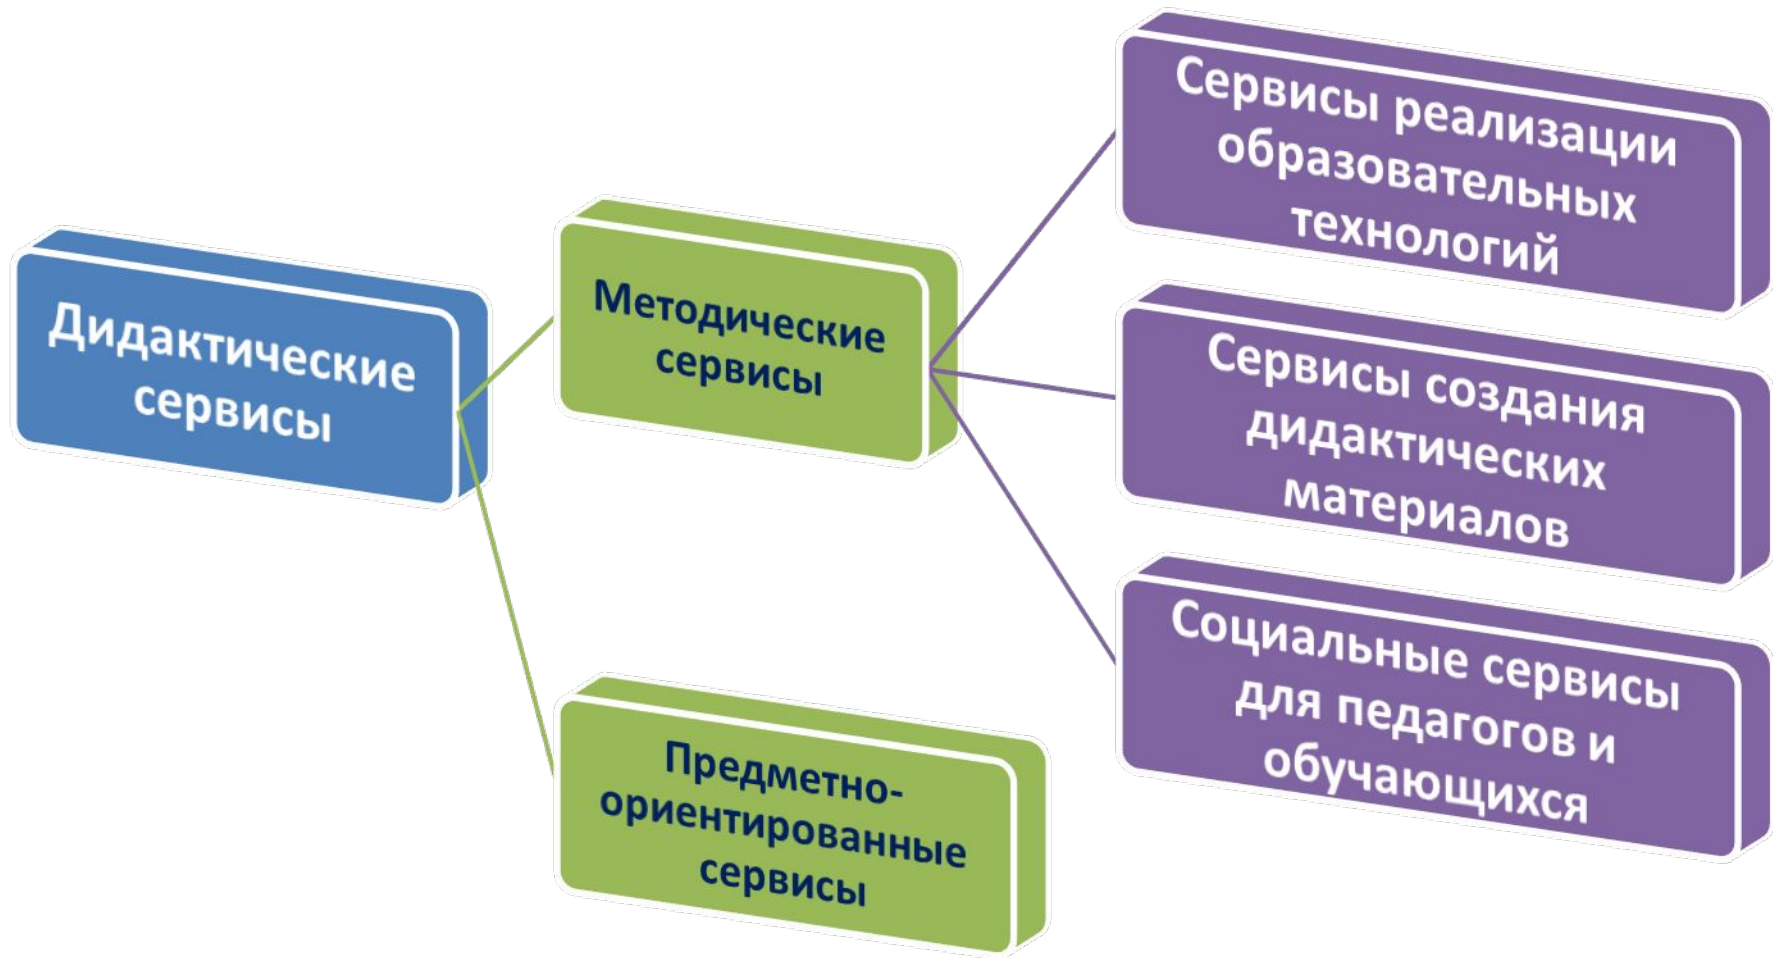 Дидактические
сервисы
Методические
сервисы
Предметно-
ориентированные
сервисы
Сервисы реализации
образовательных
технологий
Сервисы создания
дидактических
материалов
Социальные сервисы
для педагогов и
обучающихся